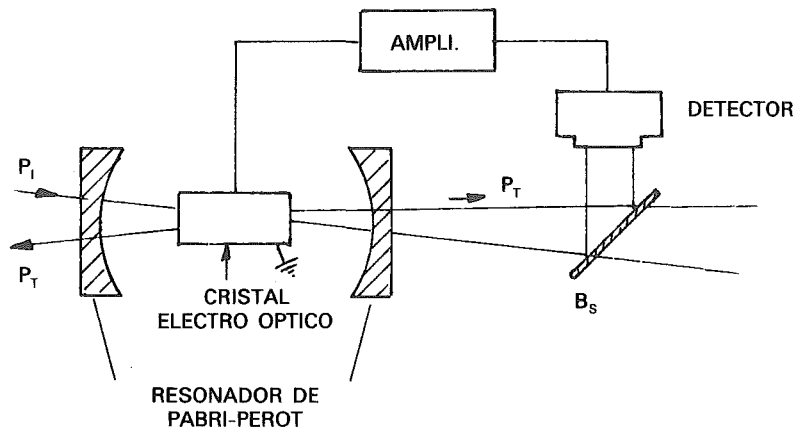 AMPLI.
DETECTOR
P_I
P_T
P_T
CRISTAL
ELECTRO OPTICO
B_S
RESONADOR DE
PABRI-PEROT